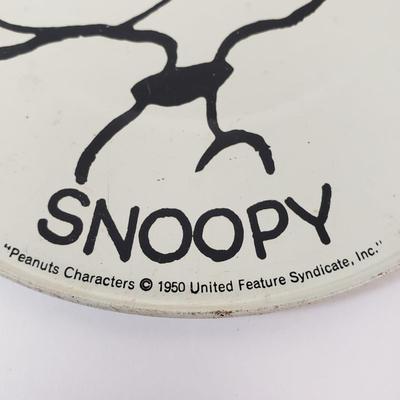 SNOOPY
"Peanuts Characters © 1950 United Feature Syndicate, Inc."